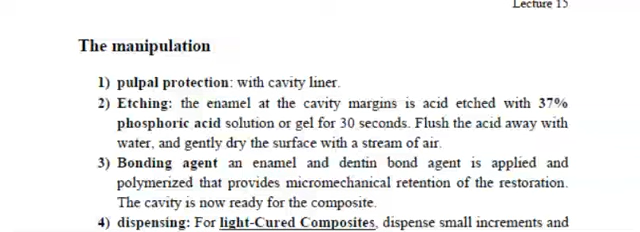 Lecture 15
The manipulation
1) pulpal protection: with cavity liner.
2) Etching: the enamel at the cavity margins is acid etched with 37%
phosphoric acid solution or gel for 30 seconds. Flush the acid away with
water, and gently dry the surface with a stream of air.
3) Bonding agent an enamel and dentin bond agent is applied and
polymerized that provides micromechanical retention of the restoration.
The cavity is now ready for the composite.
4) dispensing: For light-Cured Composites, dispense small increments and